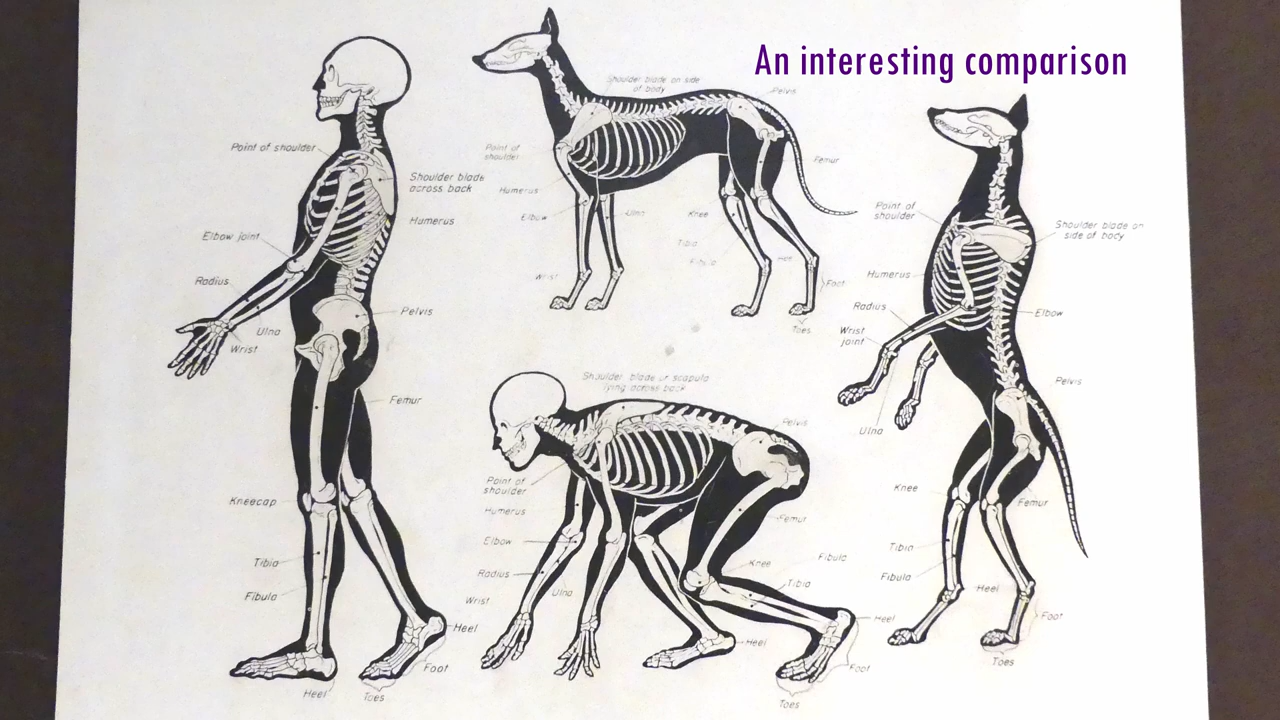 An interesting comparison
Point of shoulder
Shoulder blade
across back
Humerus
Elbow joint
Radius
Ulna
Wrist
Pelvis
Femur
Kneecap
Tibia
Fibula
Heel
Foot
Heel
Toes
Shoulder blade on side
of body
Pelvis
Point of
shoulder
Femur
Humerus
Elbow
Ulna
Knee
Tibia
Fibula
Hee
Wrist
Foot
Toes
Shoulder blade or scapula
lying across back
Pelvis
Point of
shoulder
Humerus
Femur
Elbow
Knee
Fibula
Radius
Tibia
Ulna
Wrist
Heel
Heel
Foot
Toes
Point of
shoulder
Shoulder blade on
side of body
Humerus
Radius
Elbow
Wrist
joint
Pelvis
Ulna
Knee
Femur
Tibia
Fibula
Heel
Foot
Toes